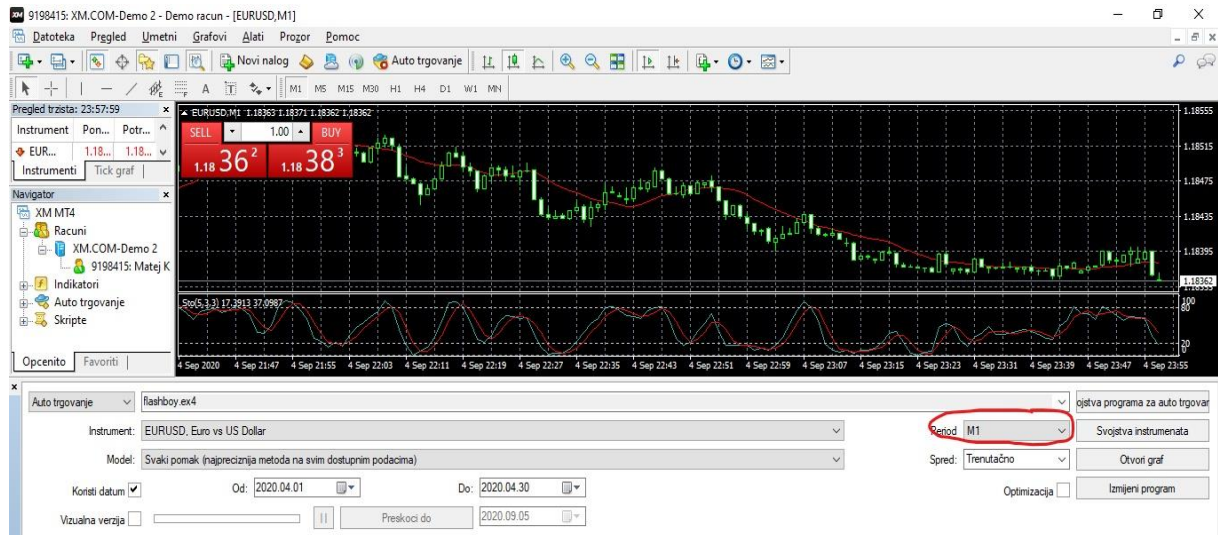 9198415: XM.COM-Demo 2 - Demo racun - [EURUSD,M1]
Datoteka Pregled Umetni Grafovi Alati Prozor Pomoc
Novi nalog Auto trgovanje
A T M1 M5 M15 M30 H1 H4 D1 W1 MN
Pregled trzista: 23:57:59
Instrument Pon... Potr...
EUR... 1.18... 1.18...
Instrumenti Tick graf
Navigator
XM MT4
Racuni
XM.COM-Demo 2
9198415: Matej K
Indikatori
Auto trgovanje
Skripte
Opcenito Favoriti
EURUSD,M1 1.18363 1.18371 1.18362 1.18362
SELL 1.00 BUY
1.18 36 2 1.18 38 3
1.18555
1.18515
1.18475
1.18435
1.18395
1.18362
1.18355
Sto(5,3,3) 17.3913 37.0987
100
80
20
0
4 Sep 2020 4 Sep 21:47 4 Sep 21:55 4 Sep 22:03 4 Sep 22:11 4 Sep 22:19 4 Sep 22:27 4 Sep 22:35 4 Sep 22:43 4 Sep 22:51 4 Sep 22:59 4 Sep 23:07 4 Sep 23:15 4 Sep 23:23 4 Sep 23:31 4 Sep 23:39 4 Sep 23:47 4 Sep 23:55
Auto trgovanje flashboy.ex4 ojstva programa za auto trgovar
Instrument: EURUSD, Euro vs US Dollar Period M1 Svojstva instrumenata
Model: Svaki pomak (najpreciznija metoda na svim dostupnim podacima) Spred: Trenutačno Otvori graf
Koristi datum Od: 2020.04.01 Do: 2020.04.30 Optimizacija Izmijeni program
Vizualna verzija Preskoci do 2020.09.05